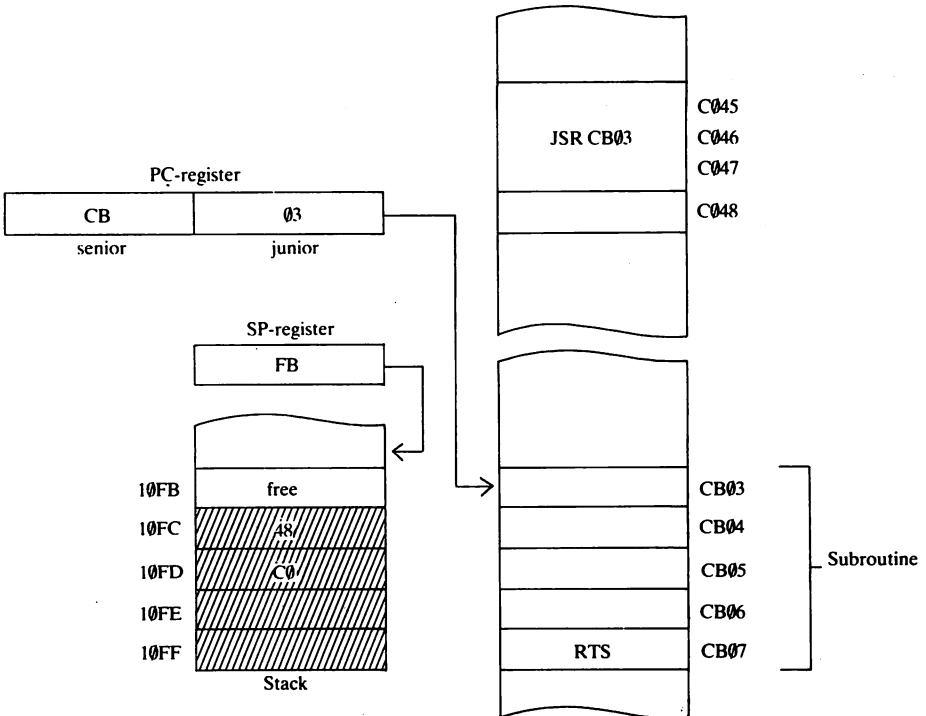 C045
JSR CB03
C046
C047
PC-register
CB
03
C048
senior
junior
SP-register
FB
10FB
free
CB03
10FC
48
CB04
10FD
C0
CB05
Subroutine
10FE
CB06
10FF
RTS
CB07
Stack